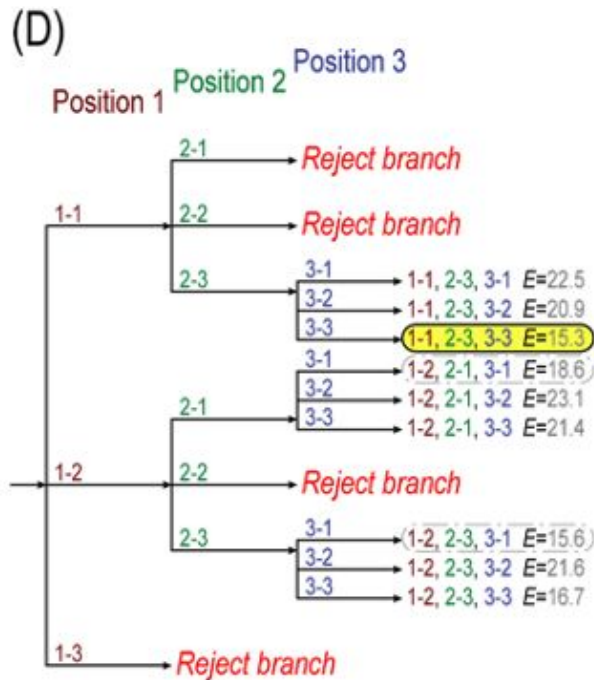 (D)
Position 1
Position 2
Position 3
2-1
Reject branch
1-1
2-2
Reject branch
2-3
3-1
1-1, 2-3, 3-1 E=22.5
3-2
1-1, 2-3, 3-2 E=20.9
3-3
1-1, 2-3, 3-3 E=15.3
2-1
3-1
1-2, 2-1, 3-1 E=18.6
3-2
1-2, 2-1, 3-2 E=23.1
3-3
1-2, 2-1, 3-3 E=21.4
1-2
2-2
Reject branch
2-3
3-1
1-2, 2-3, 3-1 E=15.6
3-2
1-2, 2-3, 3-2 E=21.6
3-3
1-2, 2-3, 3-3 E=16.7
1-3
Reject branch